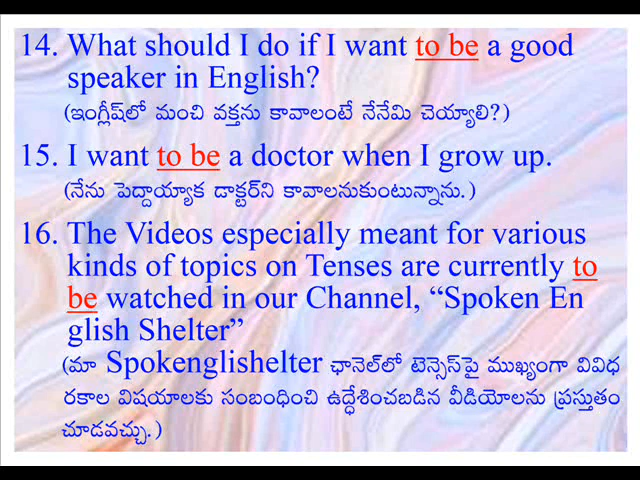 14. What should I do if I want to be a good
speaker in English?
(ఇంగ్లీష్‌లో మంచి వక్తను కావాలంటే నేనేమి చెయ్యాలి?)
15. I want to be a doctor when I grow up.
(నేను పెద్దాయ్యాక డాక్టర్‌ని కావాలనుకుంటున్నాను.)
16. The Videos especially meant for various
kinds of topics on Tenses are currently to
be watched in our Channel, “Spoken En
glish Shelter”
(మా Spokenglishelter ఛానెల్‌లో టెన్సెస్‌పై ముఖ్యంగా వివిధ
రకాల విషయాలకు సంబంధించి ఉద్ధేశించబడిన వీడియోలను ప్రస్తుతం
చూడవచ్చు.)